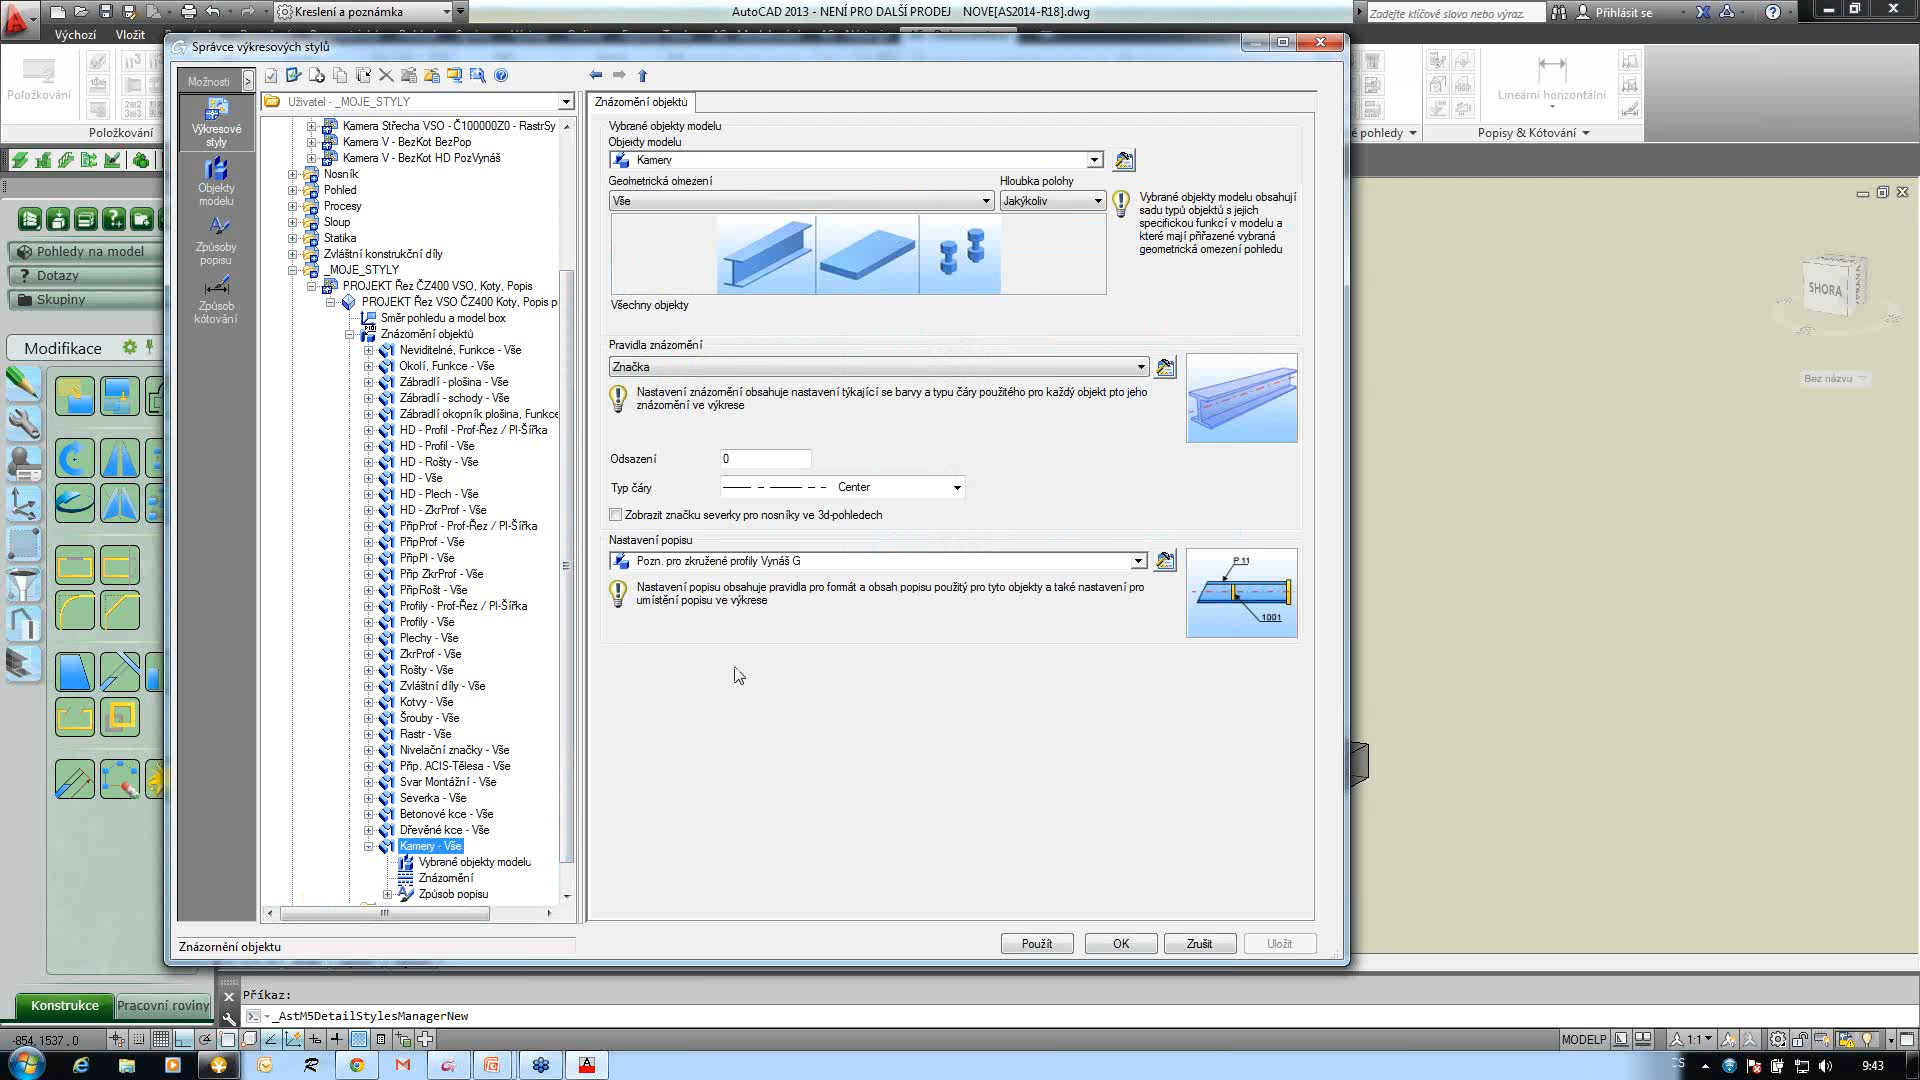 Kreslení a poznámka
AutoCAD 2013 - NENÍ PRO DALŠÍ PRODEJ NOVE[AS2014-R18].dwg
Zadejte klíčové slovo nebo výraz.
Přihlásit se
Výchozí
Vložit
Položkování
Položkování
Správce výkresových stylů
Možnosti
Výkresové styly
Objekty modelu
Způsoby popisu
Způsob kótování
Uživatel - _MOJE_STYLY
Kamera Střecha VSO - Č100000Z0 - RastrSy
Kamera V - BezKot BezPop
Kamera V - BezKot HD PozVynáš
Nosník
Pohled
Procesy
Sloup
Statika
Zvláštní konstrukční díly
_MOJE_STYLY
PROJEKT Řez ČZ400 VSO, Koty, Popis
PROJEKT Řez VSO ČZ400 Koty, Popis p
Směr pohledu a model box
Znázornění objektů
Neviditelné, Funkce - Vše
Okolí, Funkce - Vše
Zábradlí - plošina - Vše
Zábradlí - schody - Vše
Zábradlí okopník plošina, Funkce
HD - Profil - Prof-Řez / Pl-Šířka
HD - Profil - Vše
HD - Rošty - Vše
HD - Vše
HD - Plech - Vše
HD - ZkrProf - Vše
PřipProf - Prof-Řez / Pl-Šířka
PřipProf - Vše
PřipPl - Vše
Přip ZkrProf - Vše
PřipRošt - Vše
Profily - Prof-Řez / Pl-Šířka
Profily - Vše
Plechy - Vše
ZkrProf - Vše
Rošty - Vše
Zvláštní díly - Vše
Kotvy - Vše
Šrouby - Vše
Rastr - Vše
Nivelační značky - Vše
Přip. ACIS-Tělesa - Vše
Svar Montážní - Vše
Severka - Vše
Betonové kce - Vše
Dřevěné kce - Vše
Kamery - Vše
Vybrané objekty modelu
Znázornění
Způsob popisu
Znázornění objektu
Znázornění objektů
Vybrané objekty modelu
Objekty modelu
Kamery
Geometrická omezení
Hloubka polohy
Vše
Jakýkoliv
Vybrané objekty modelu obsahují
sadu typů objektů s jejich
specifickou funkcí v modelu a
které mají přiřazené vybraná
geometrická omezení pohledu
Všechny objekty
Pravidla znázornění
Značka
Nastavení znázornění obsahuje nastavení týkající se barvy a typu čáry použitého pro každý objekt pto jeho
znázornění ve výkrese
Odsazení
0
Typ čáry
Center
Zobrazit značku severky pro nosníky ve 3d-pohledech
Nastavení popisu
Pozn. pro zkružené profily Vynáš G
Nastavení popisu obsahuje pravidla pro formát a obsah popisu použitý pro tyto objekty a také nastavení pro
umístění popisu ve výkrese
P 11
1001
Použít
OK
Zrušit
Uložit
Pohledy na model
Dotazy
Skupiny
Modifikace
Konstrukce
Pracovní roviny
Lineární horizontální
é pohledy
Popisy & Kótování
SHORA
Bez názvu
Příkaz:
_AstM5DetailStylesManagerNew
-854,1537 , 0
MODELP
1:1
CS
9:43